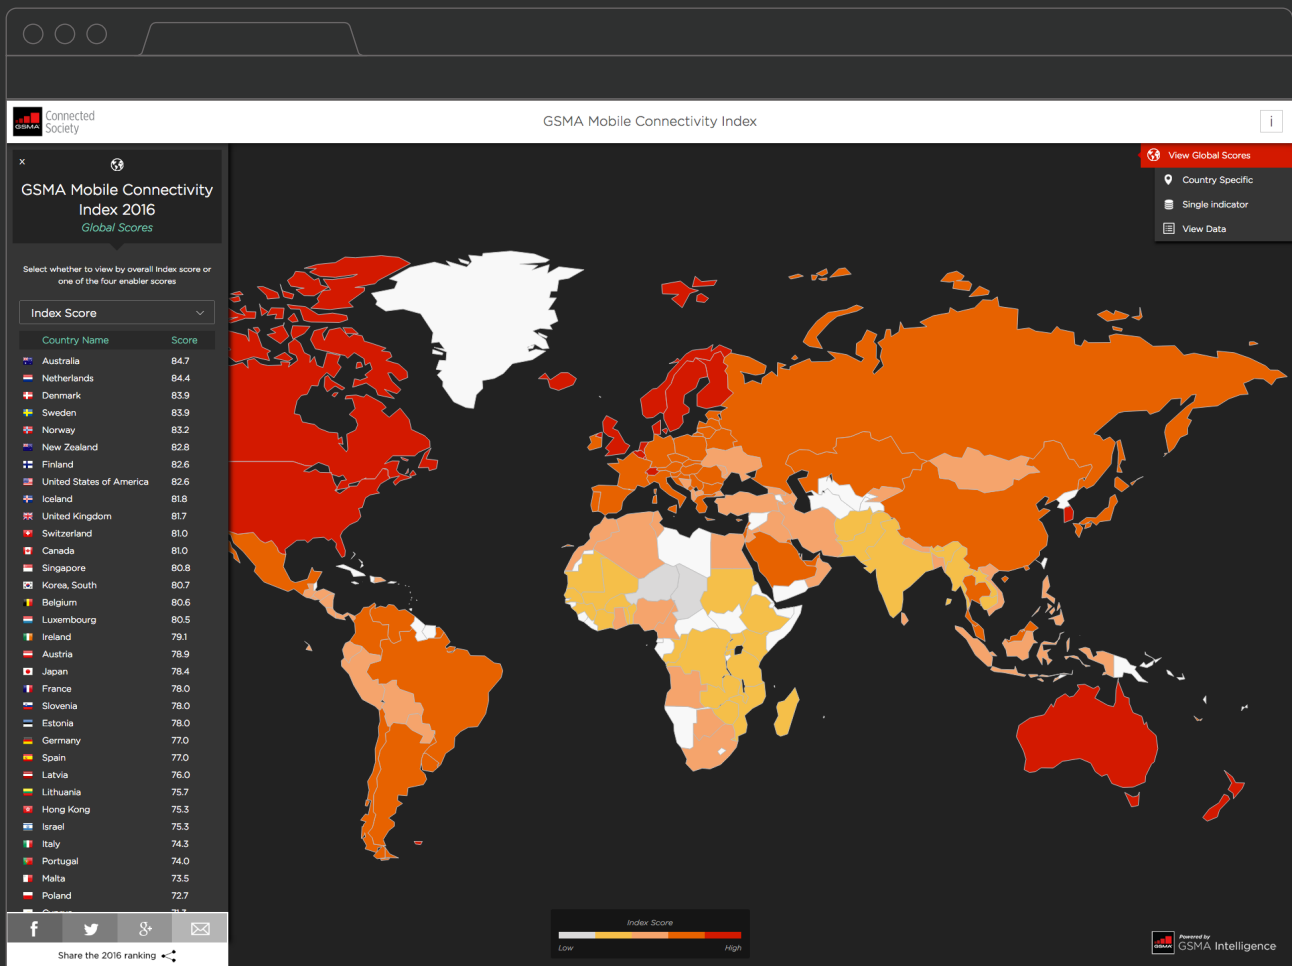 GSMA
Connected
Society
GSMA Mobile Connectivity Index
i
x
GSMA Mobile Connectivity
Index 2016
Global Scores
Select whether to view by overall Index score or
one of the four enabler scores
Index Score
Country Name Score
Australia 84.7
Netherlands 84.4
Denmark 83.9
Sweden 83.9
Norway 83.2
New Zealand 82.8
Finland 82.6
United States of America 82.6
Iceland 81.8
United Kingdom 81.7
Switzerland 81.0
Canada 81.0
Singapore 80.8
Korea, South 80.7
Belgium 80.6
Luxembourg 80.5
Ireland 79.1
Austria 78.9
Japan 78.4
France 78.0
Slovenia 78.0
Estonia 78.0
Germany 77.0
Spain 77.0
Latvia 76.0
Lithuania 75.7
Hong Kong 75.3
Israel 75.3
Italy 74.3
Portugal 74.0
Malta 73.5
Poland 72.7
f
g+
Share the 2016 ranking
View Global Scores
Country Specific
Single indicator
View Data
Index Score
Low High
Powered by
GSMA Intelligence
GSMA